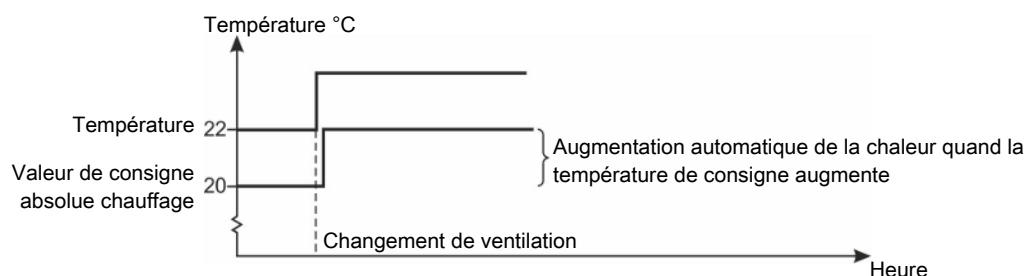 Température °C
Température 22
Valeur de consigne
absolue chauffage
20
Augmentation automatique de la chaleur quand la
température de consigne augmente
Changement de ventilation
Heure